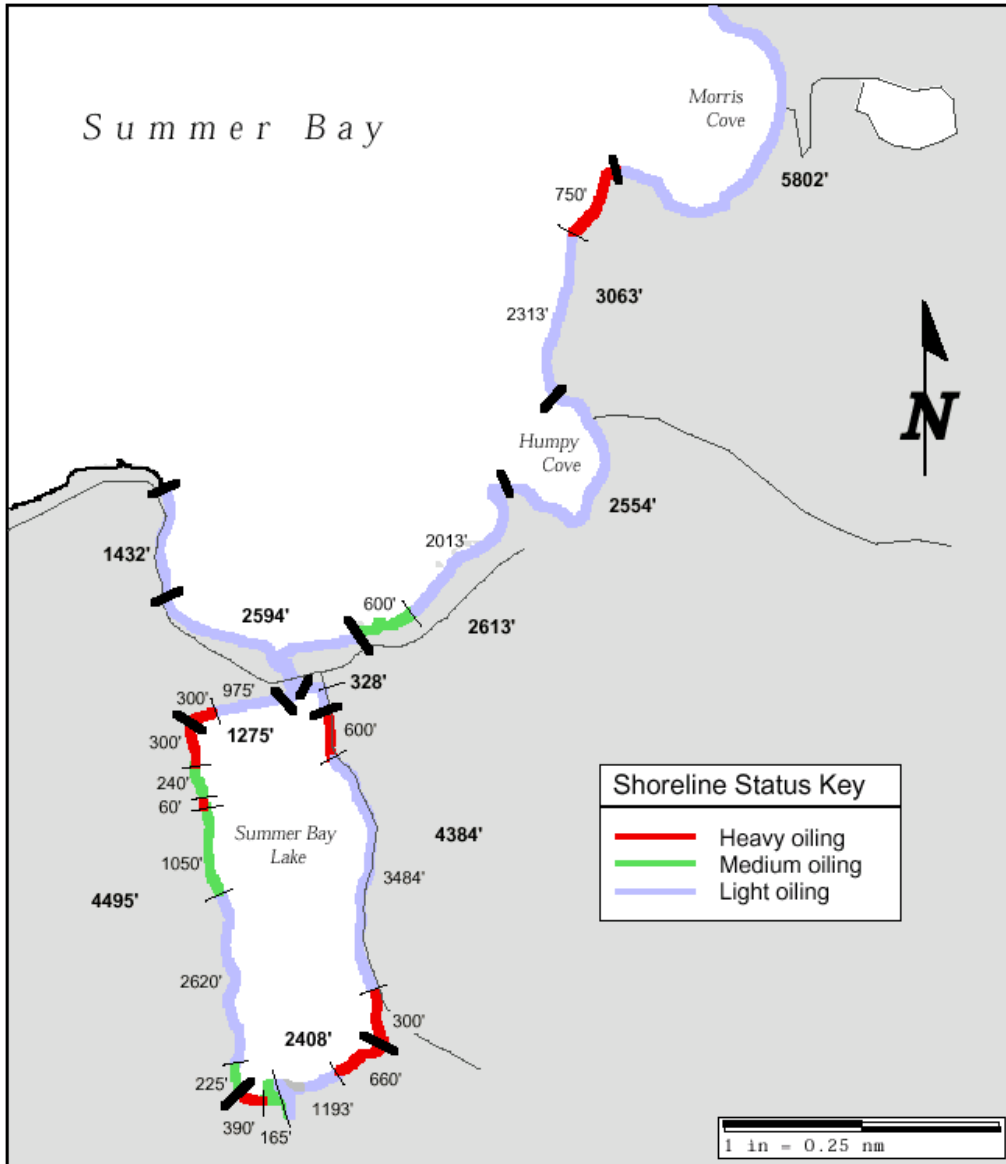 Morris
Cove
Summer Bay
5802'
750'
3063'
2313'
N
Humpy
Cove
2554'
2013'
1432'
600'
2594'
2613'
328'
975'
300'
1275'
600'
300'
240'
60'
Summer Bay
Lake
4384'
1050'
3484'
4495'
2620'
300'
2408'
660'
225'
1193'
390'
165'
Shoreline Status Key
Heavy oiling
Medium oiling
Light oiling
1 in = 0.25 nm